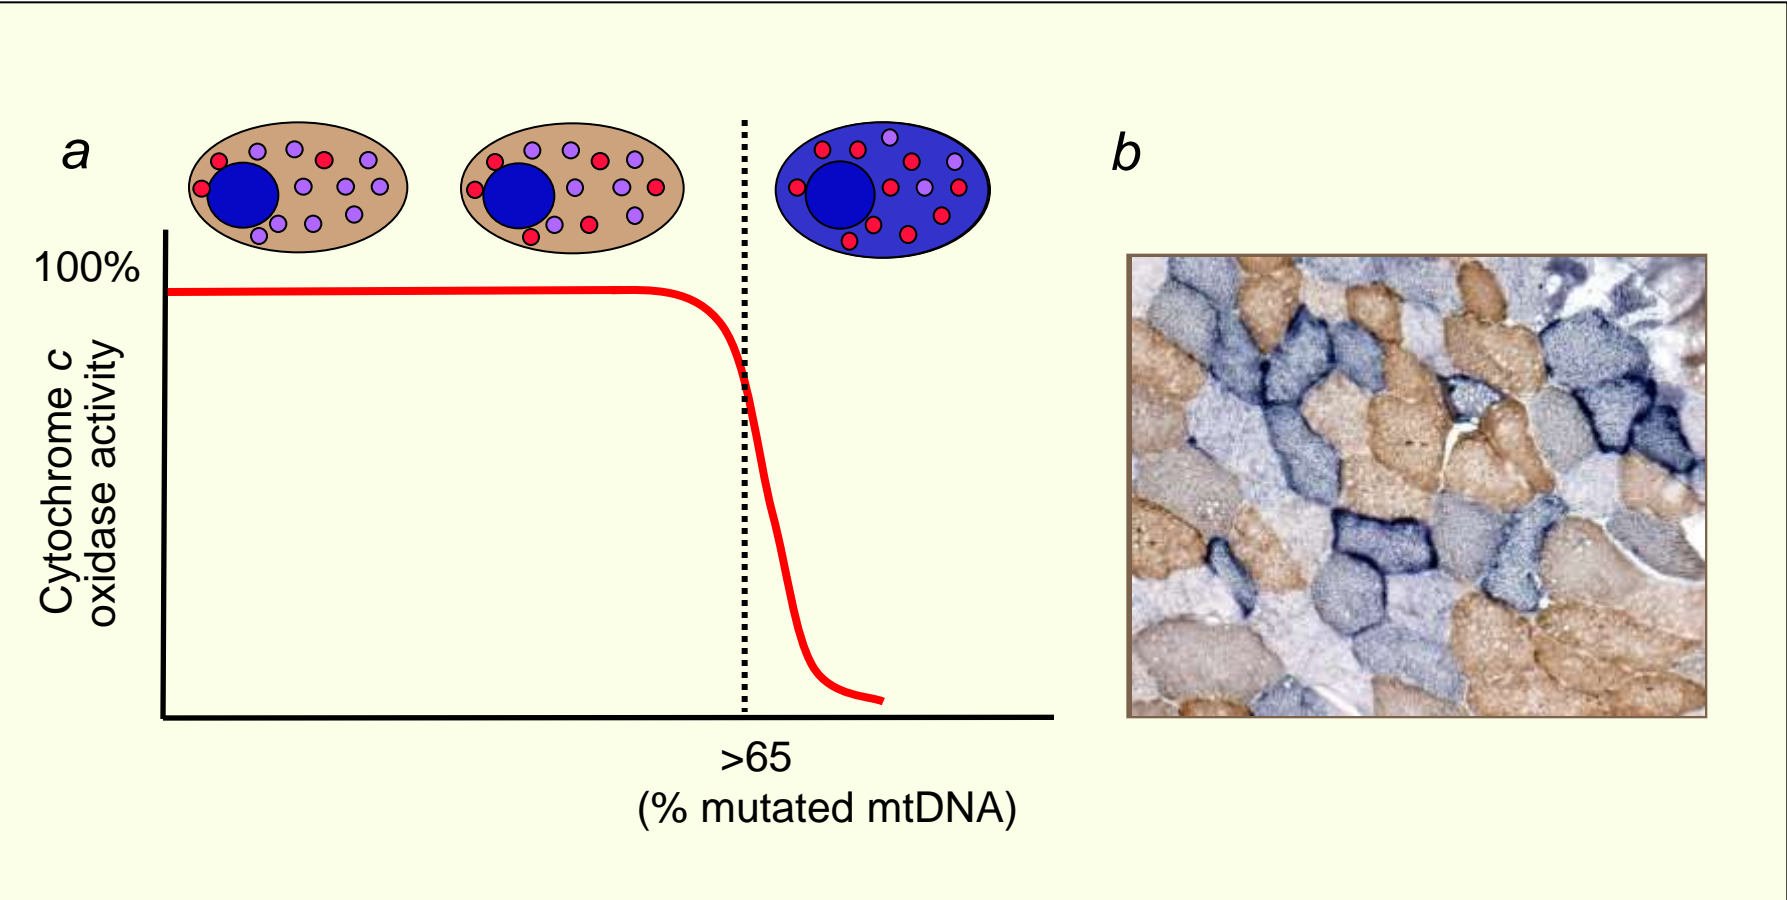 a
b
100%
Cytochrome c
oxidase activity
>65
(% mutated mtDNA)